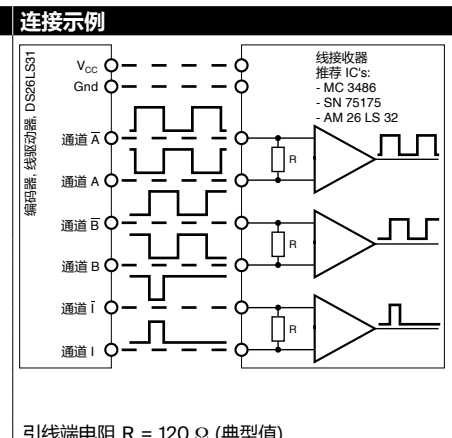 连接示例
编码器, 线驱动器, DS26LS31
V_CC
Gnd
通道 A̅
通道 A
通道 B̅
通道 B
通道 I̅
通道 I
线接收器
推荐 IC's:
- MC 3486
- SN 75175
- AM 26 LS 32
R
R
R
引线端电阻 R = 120 Ω (典型值)